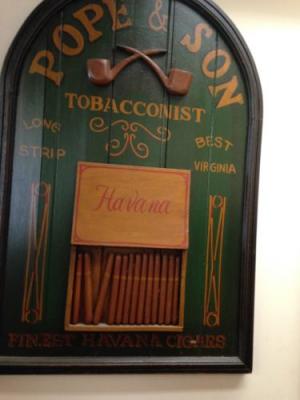 POPE & SON
TOBACCONIST
LONG STRIP
BEST VIRGINIA
Havana
FINEST HAVANA CIGARS